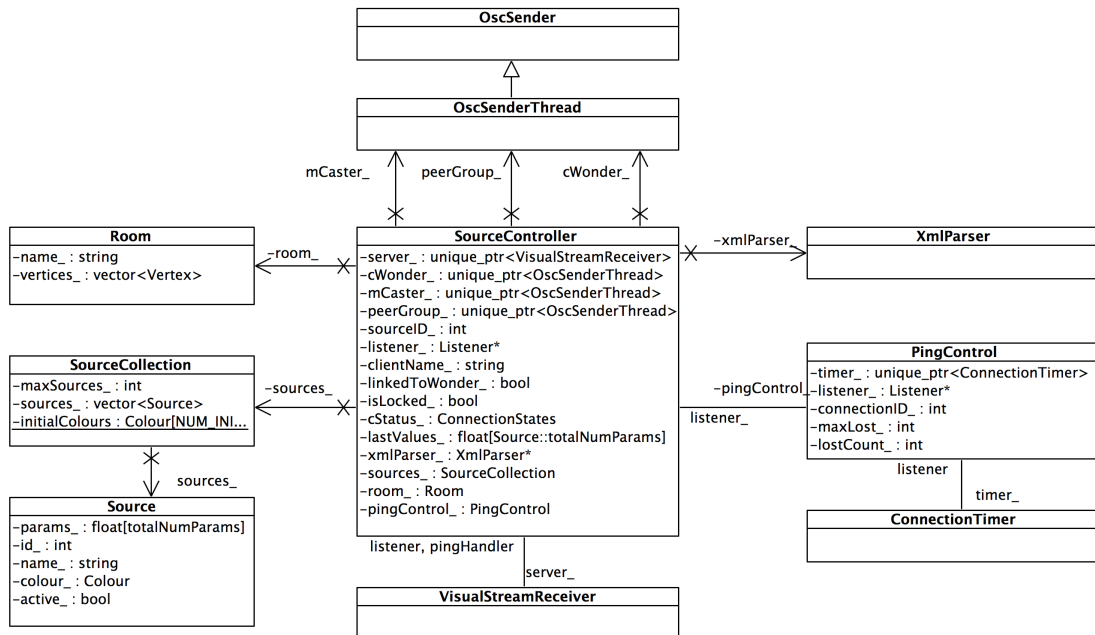 OscSender
OscSenderThread
mCaster_
peerGroup_
cWonder_
Room
-name_ : string
-vertices_ : vector<Vertex>
-room_
SourceController
-server_ : unique_ptr<VisualStreamReceiver>
-cWonder_ : unique_ptr<OscSenderThread>
-mCaster_ : unique_ptr<OscSenderThread>
-peerGroup_ : unique_ptr<OscSenderThread>
-sourceID_ : int
-listener_ : Listener*
-clientName_ : string
-linkedToWonder_ : bool
-isLocked_ : bool
-cStatus_ : ConnectionStates
-lastValues_ : float[Source::totalNumParams]
-xmlParser_ : XmlParser*
-sources_ : SourceCollection
-room_ : Room
-pingControl_ : PingControl
-xmlParser_
XmlParser
SourceCollection
-maxSources_ : int
-sources_ : vector<Source>
-initialColours : Colour[NUM_INI...
-sources_
sources_
Source
-params_ : float[totalNumParams]
-id_ : int
-name_ : string
-colour_ : Colour
-active_ : bool
PingControl
-timer_ : unique_ptr<ConnectionTimer>
-listener_ : Listener*
-connectionID_ : int
-maxLost_ : int
-lostCount_ : int
-pingControl_
listener_
listener
timer_
ConnectionTimer
listener, pingHandler
server_
VisualStreamReceiver